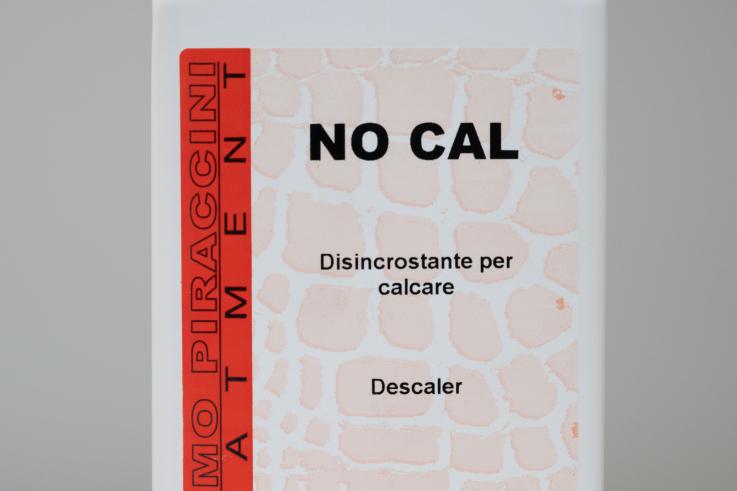 MO PIRACCINI
ATMENT
NO CAL
Disincrostante per
calcare
Descaler